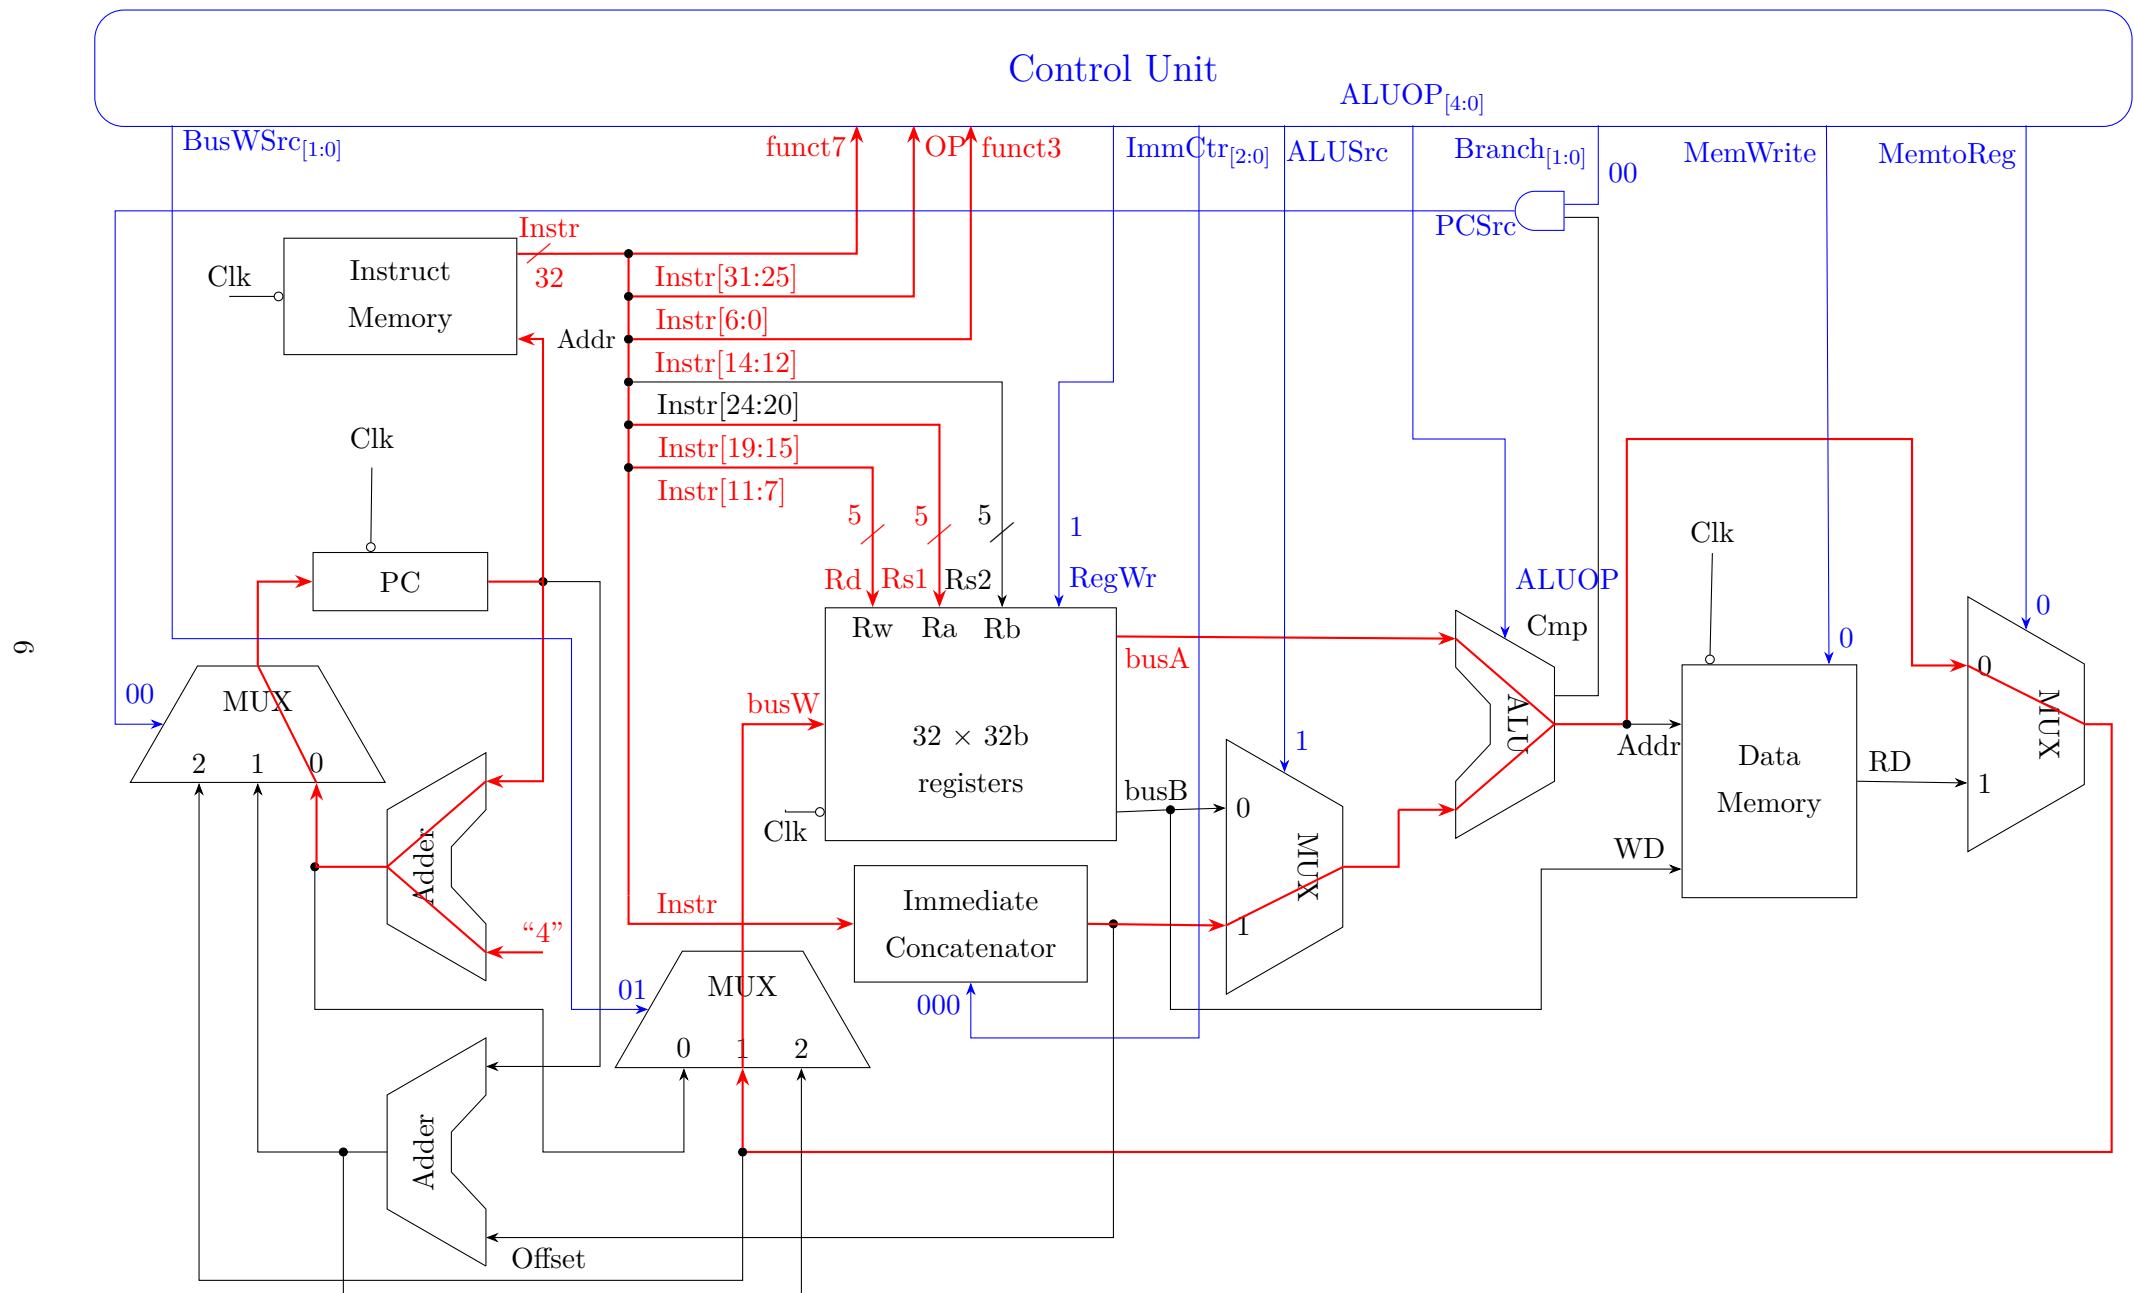 Control Unit
ALUOP[4:0]
BusWSrc[1:0]
funct7
OP
funct3
ImmCtr[2:0]
ALUSrc
Branch[1:0]
MemWrite
MemtoReg
00
PCSrc
Instr
32
Clk
Instruct
Memory
Addr
Instr[31:25]
Instr[6:0]
Instr[14:12]
Instr[24:20]
Instr[19:15]
Instr[11:7]
Clk
PC
5
5
5
1
Rd
Rs1
Rs2
RegWr
Rw
Ra
Rb
32 × 32b
registers
Clk
busW
busA
busB
ALUOP
Cmp
ALU
Clk
0
Addr
Data
Memory
WD
RD
0
0
1
MUX
6
00
MUX
2
1
0
Adder
“4”
1
0
1
MUX
Instr
Immediate
Concatenator
000
01
MUX
0
1
2
Adder
Offset